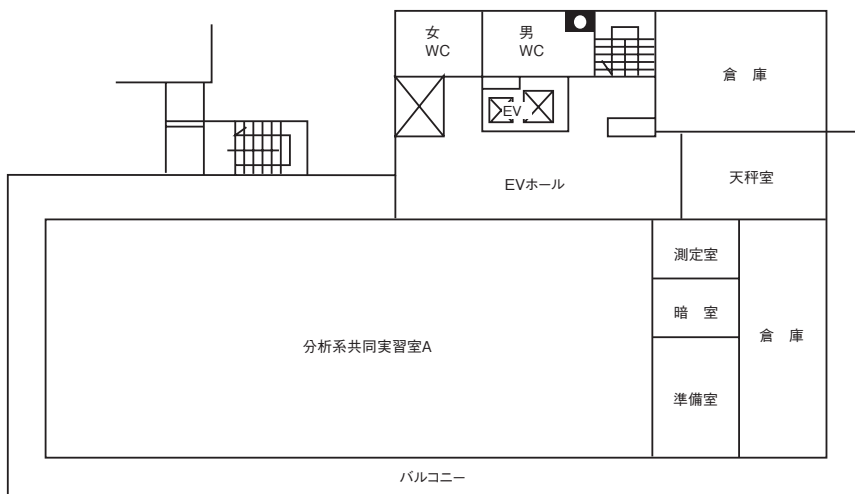 女
WC
男
WC
倉　庫
EV
EVホール
天秤室
測定室
暗　室
倉　庫
分析系共同実習室A
準備室
バルコニー